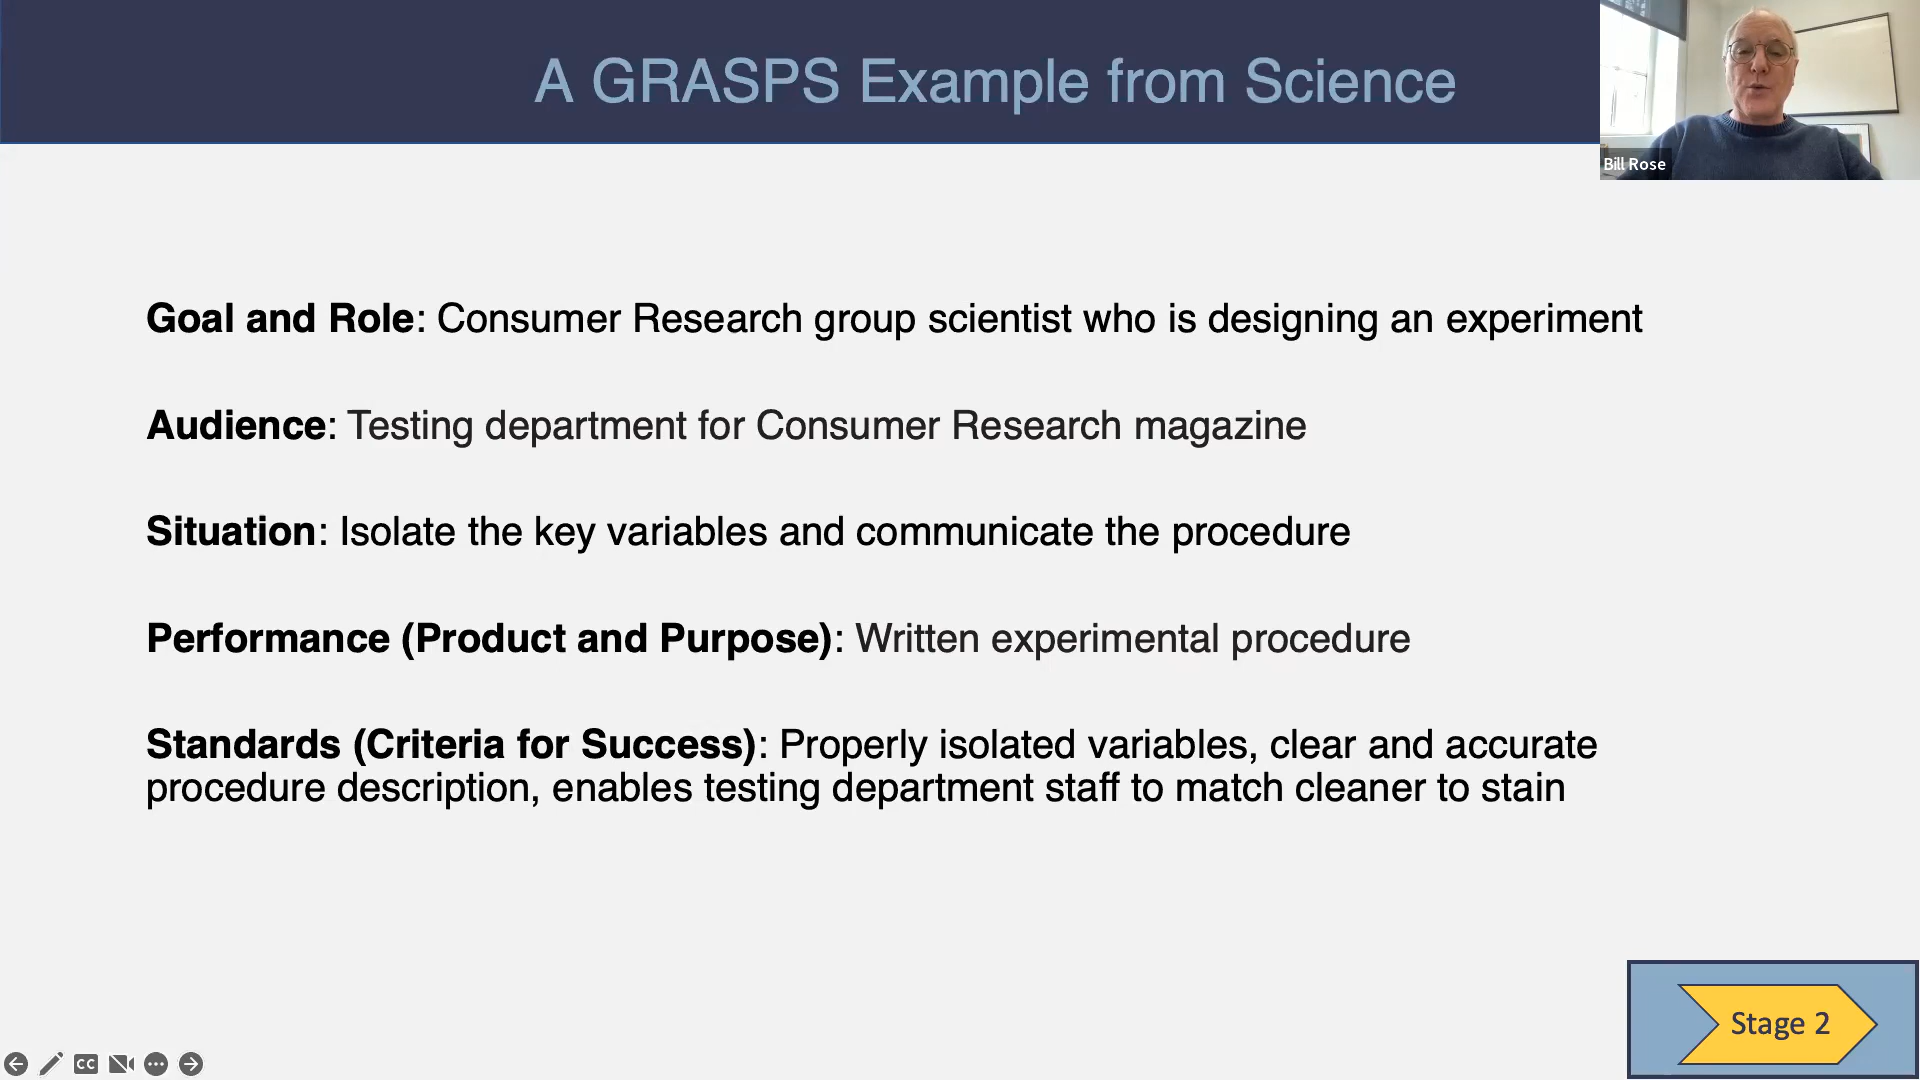 A GRASPS Example from Science
Bill Rose
Goal and Role: Consumer Research group scientist who is designing an experiment
Audience: Testing department for Consumer Research magazine
Situation: Isolate the key variables and communicate the procedure
Performance (Product and Purpose): Written experimental procedure
Standards (Criteria for Success): Properly isolated variables, clear and accurate
procedure description, enables testing department staff to match cleaner to stain
Stage 2
CC